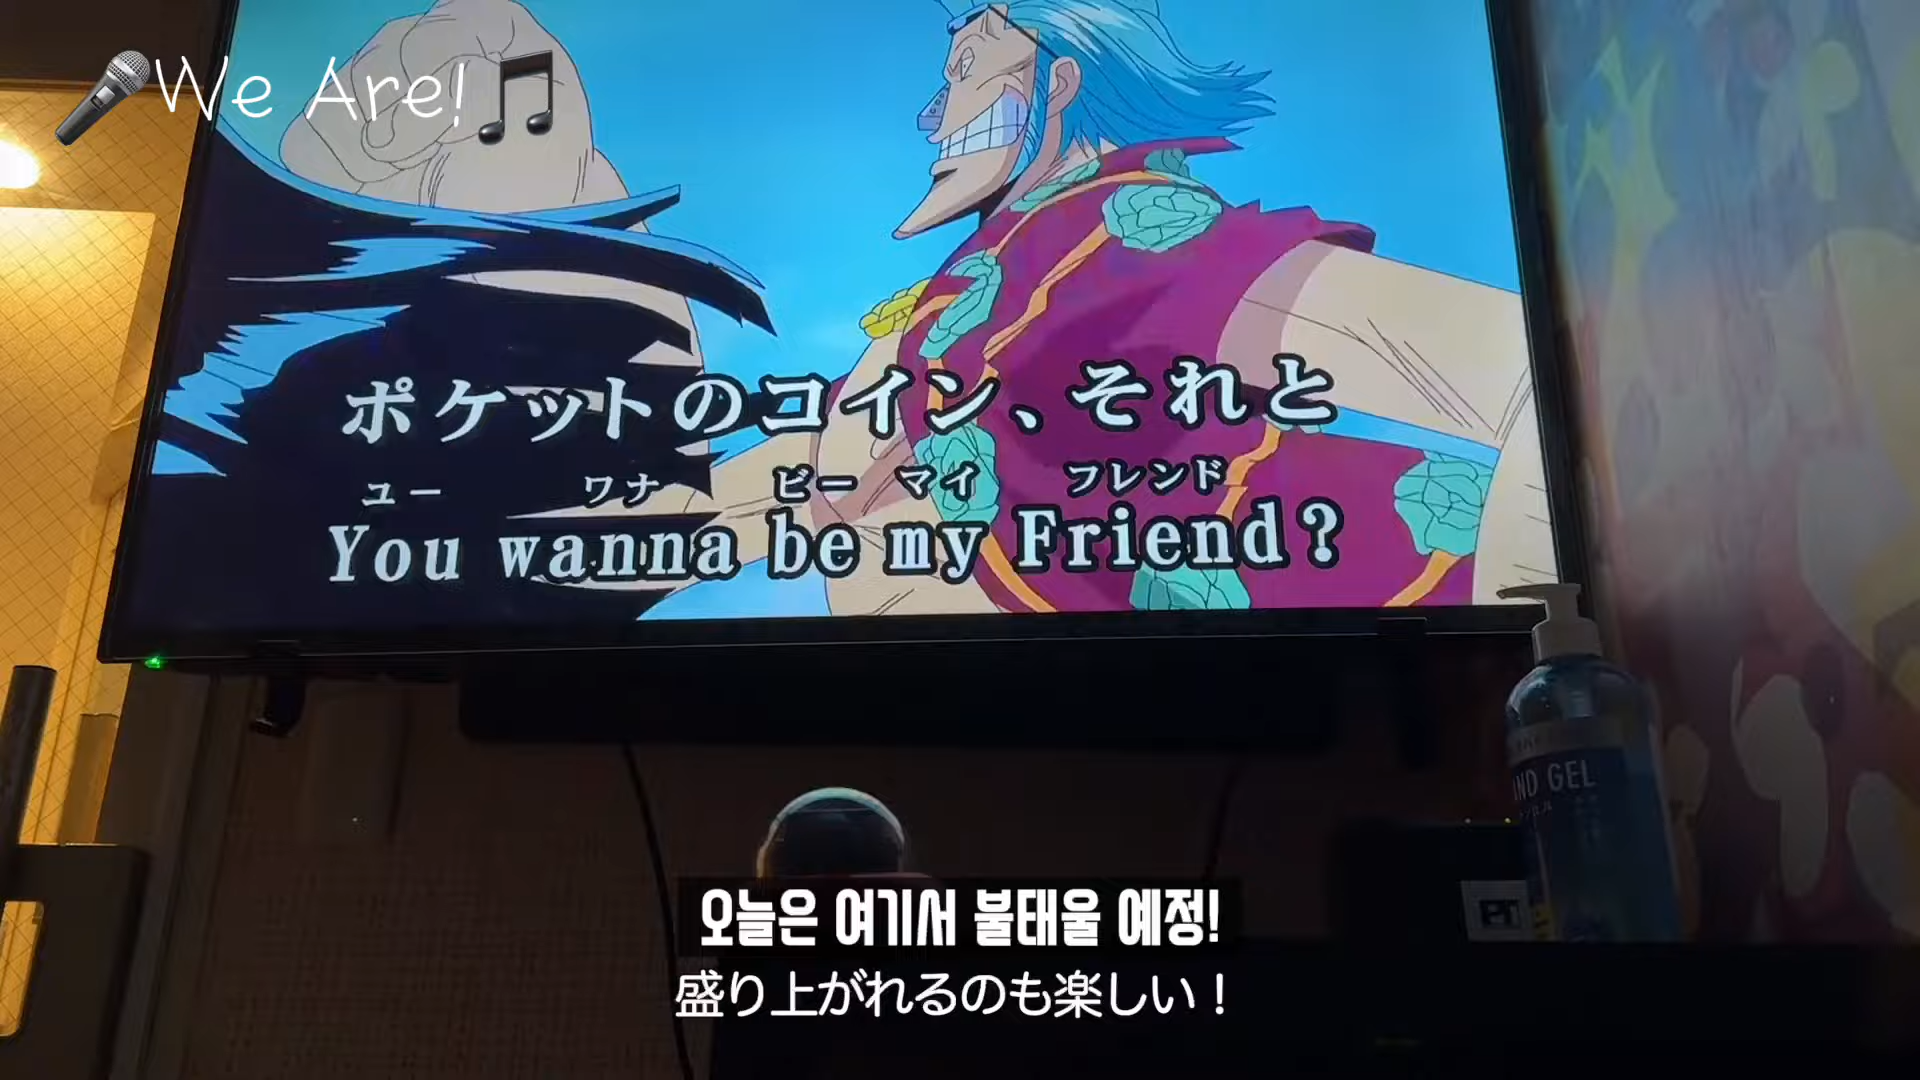 🎤We Are!🎵
ポケットのコイン、それと
ユー ワナ ビー マイ フレンド
You wanna be my Friend?
ND GEL
오늘은 여기서 불태울 예정!
盛り上がれるのも楽しい！